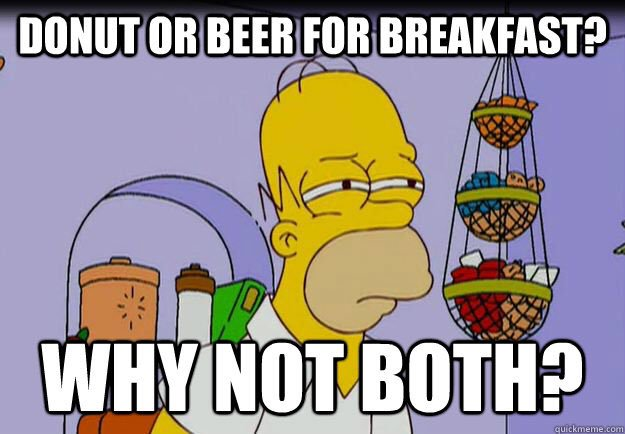 DONUT OR BEER FOR BREAKFAST?
WHY NOT BOTH?
quickmeme.com